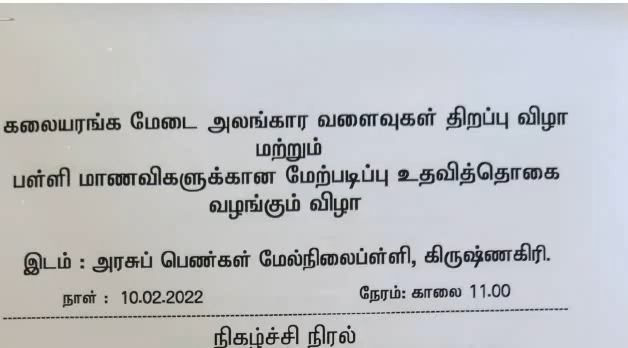 கலையரங்க மேடை அலங்கார வளைவுகள் திறப்பு விழா
மற்றும்
பள்ளி மாணவிகளுக்கான மேற்படிப்பு உதவித்தொகை
வழங்கும் விழா
இடம் : அரசுப் பெண்கள் மேல்நிலைப்ள்ளி, கிருஷ்ணகிரி.
நாள் : 10.02.2022 நேரம்: காலை 11.00
நிகழ்ச்சி நிரல்